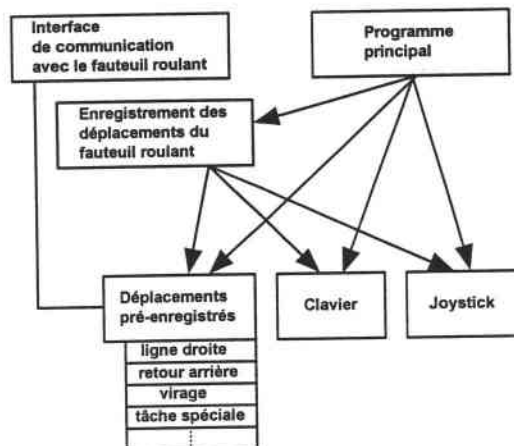 Interface
de communication
avec le fauteuil roulant
Programme
principal
Enregistrement des
déplacements du
fauteuil roulant
Déplacements
pré-enregistrés
Clavier
Joystick
ligne droite
retour arrière
virage
tâche spéciale